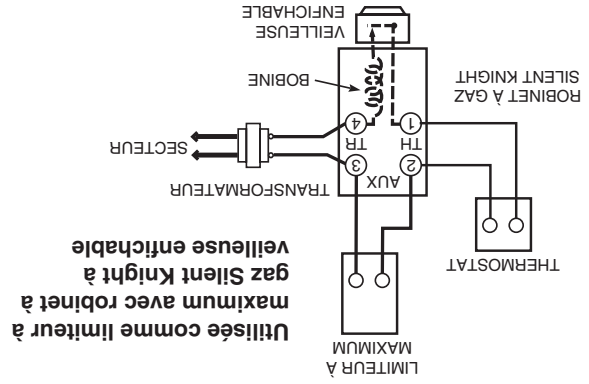 Utilisée comme limiteur à
maximum avec robinet à
gaz Silent Knight à
veilleuse enfichable
LIMITEUR À
MAXIMUM
THERMOSTAT
TRANSFORMATEUR
SECTEUR
2
AUX
3
TH
TR
1
4
ROBINET À GAZ
SILENT KNIGHT
BOBINE
VEILLEUSE
ENFICHABLE